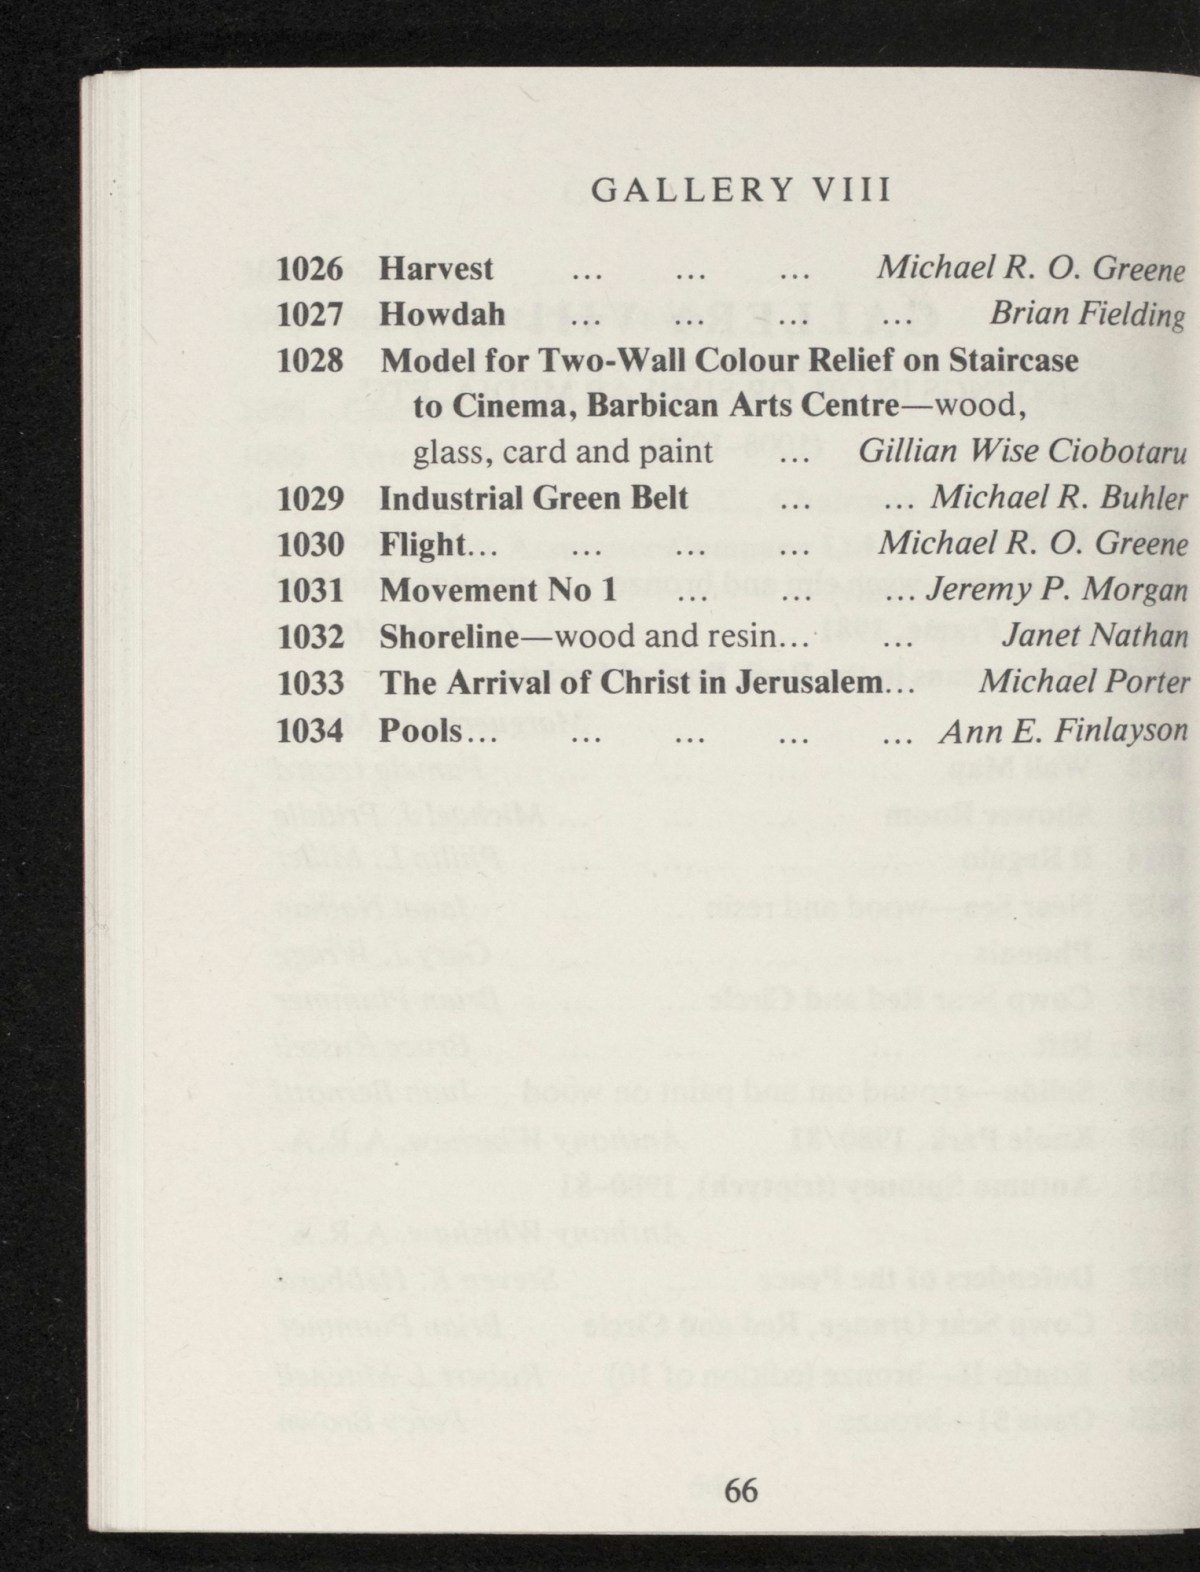 GALLERY VIII
1026 Harvest ... ... ... Michael R. O. Greene
1027 Howdah ... ... ... ... Brian Fielding
1028 Model for Two-Wall Colour Relief on Staircase
to Cinema, Barbican Arts Centre—wood,
glass, card and paint ... Gillian Wise Ciobotaru
1029 Industrial Green Belt ... ... Michael R. Buhler
1030 Flight... ... ... ... Michael R. O. Greene
1031 Movement No 1 ... ... ... Jeremy P. Morgan
1032 Shoreline—wood and resin... ... Janet Nathan
1033 The Arrival of Christ in Jerusalem... Michael Porter
1034 Pools... ... ... ... ... Ann E. Finlayson
66